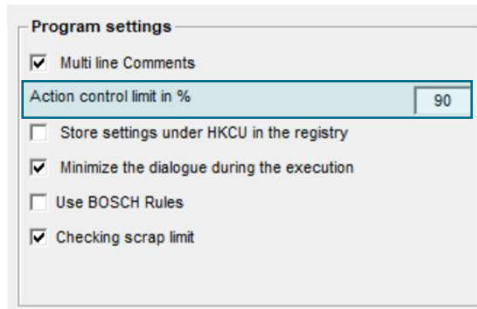 Program settings
Multi line Comments
Action control limit in % 90
Store settings under HKCU in the registry
Minimize the dialogue during the execution
Use BOSCH Rules
Checking scrap limit